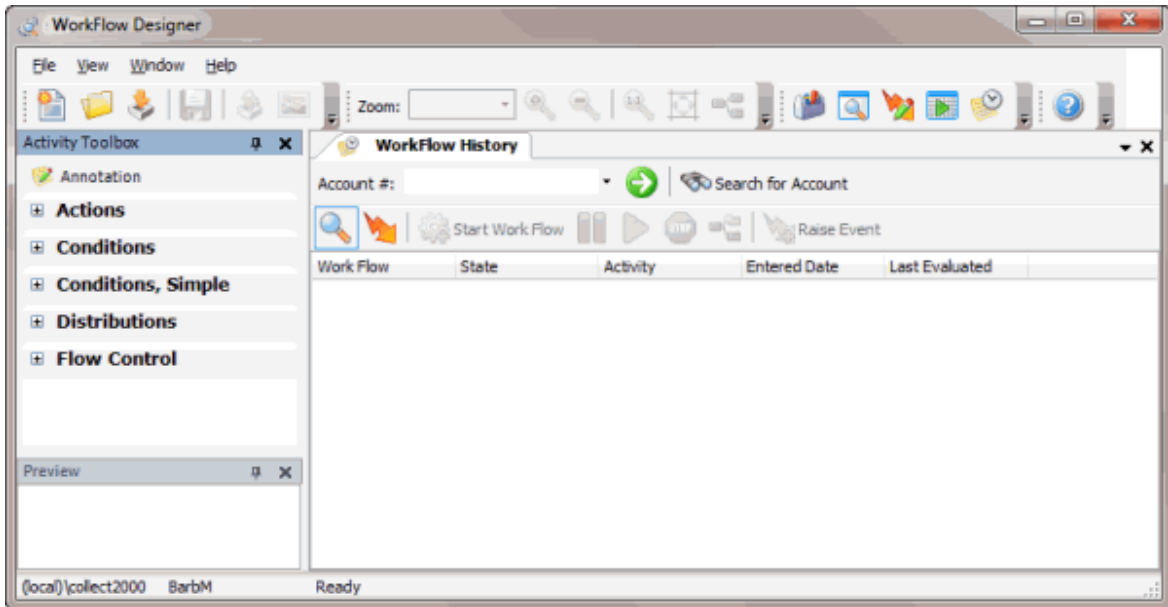 WorkFlow Designer
File View Window Help
Zoom:
Activity Toolbox
WorkFlow History
Annotation
Account #:
Search for Account
Actions
Start Work Flow
Raise Event
Conditions
Work Flow State Activity Entered Date Last Evaluated
Conditions, Simple
Distributions
Flow Control
Preview
(local)\collect2000 BarbM Ready